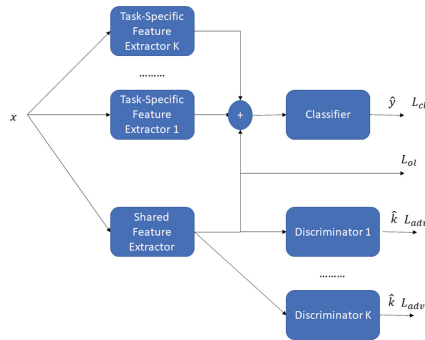 Task-Specific
Feature
Extractor K
.........
Task-Specific
Feature
Extractor 1
x
+
Classifier
ŷ L_cl
L_ol
Shared
Feature
Extractor
Discriminator 1
k̂ L_adv
.........
Discriminator K
k̂ L_adv